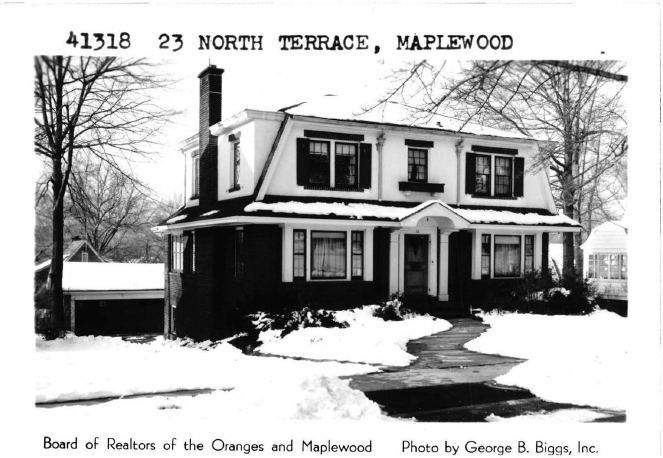 41318 23 NORTH TERRACE, MAPLEWOOD
Board of Realtors of the Oranges and Maplewood Photo by George B. Biggs, Inc.